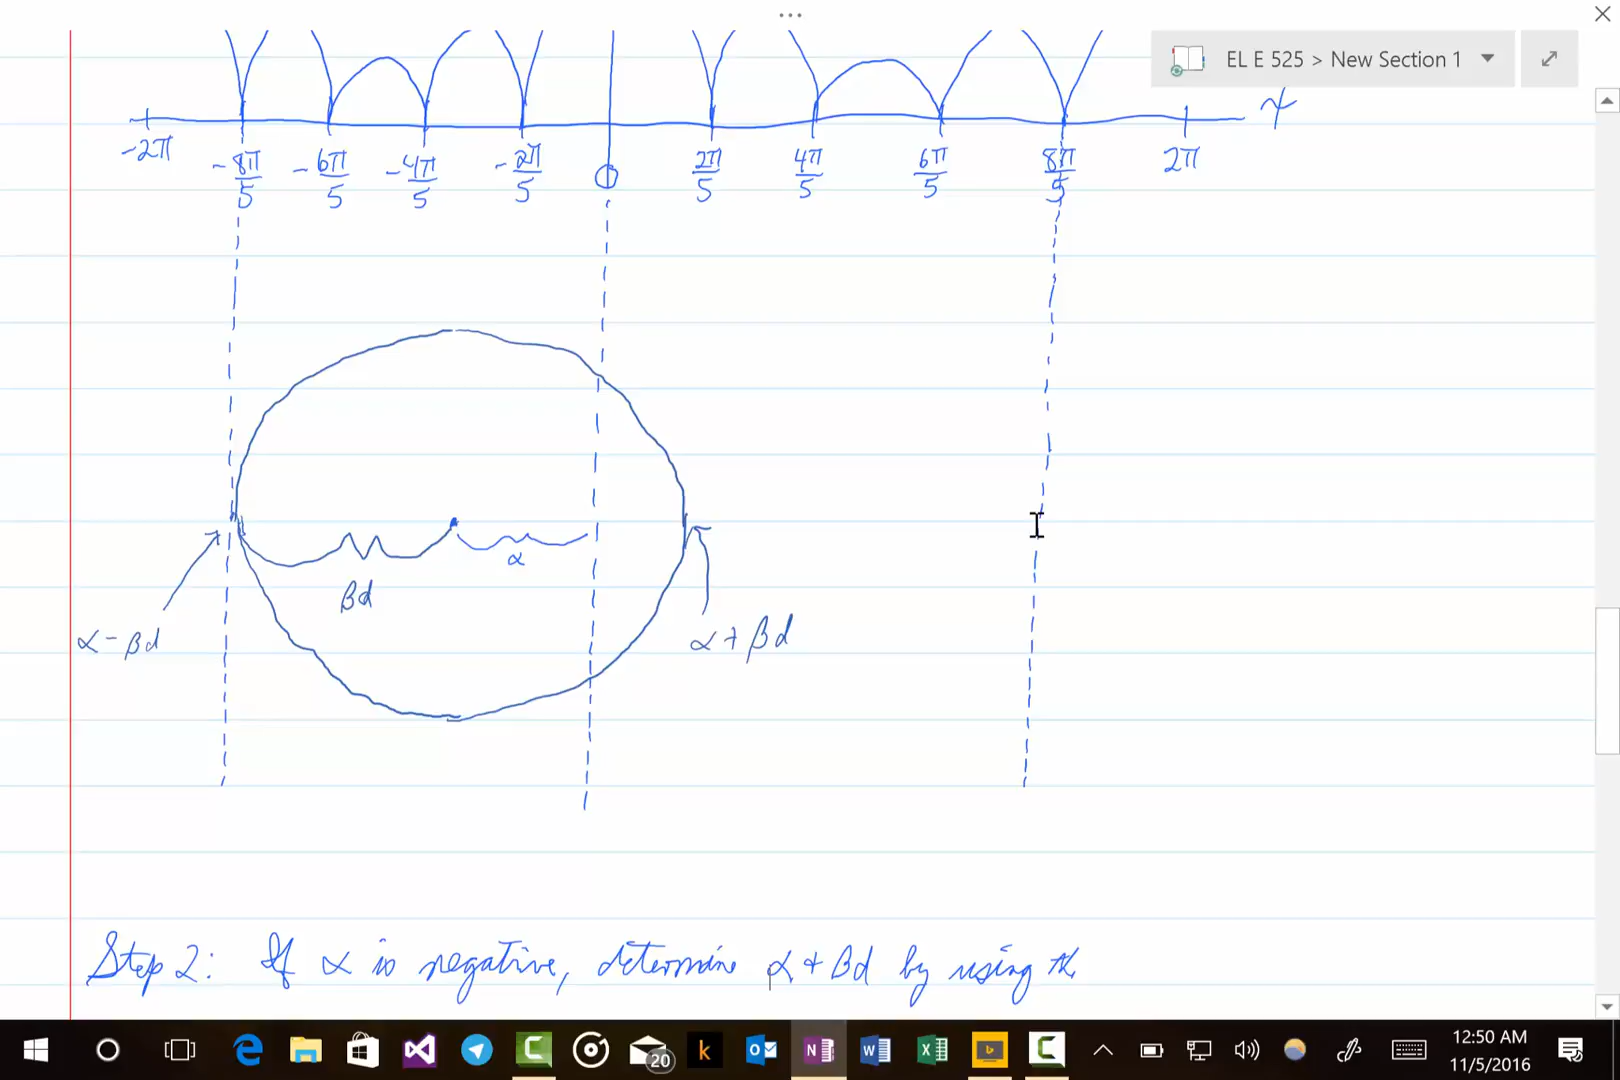 EL E 525 > New Section 1
ψ
-2π -8π/5 -6π/5 -4π/5 -2π/5 0 2π/5 4π/5 6π/5 8π/5 2π
α
βd
α - βd
α + βd
Step 2: If α is negative, determine α + βd by using the
20
12:50 AM
11/5/2016